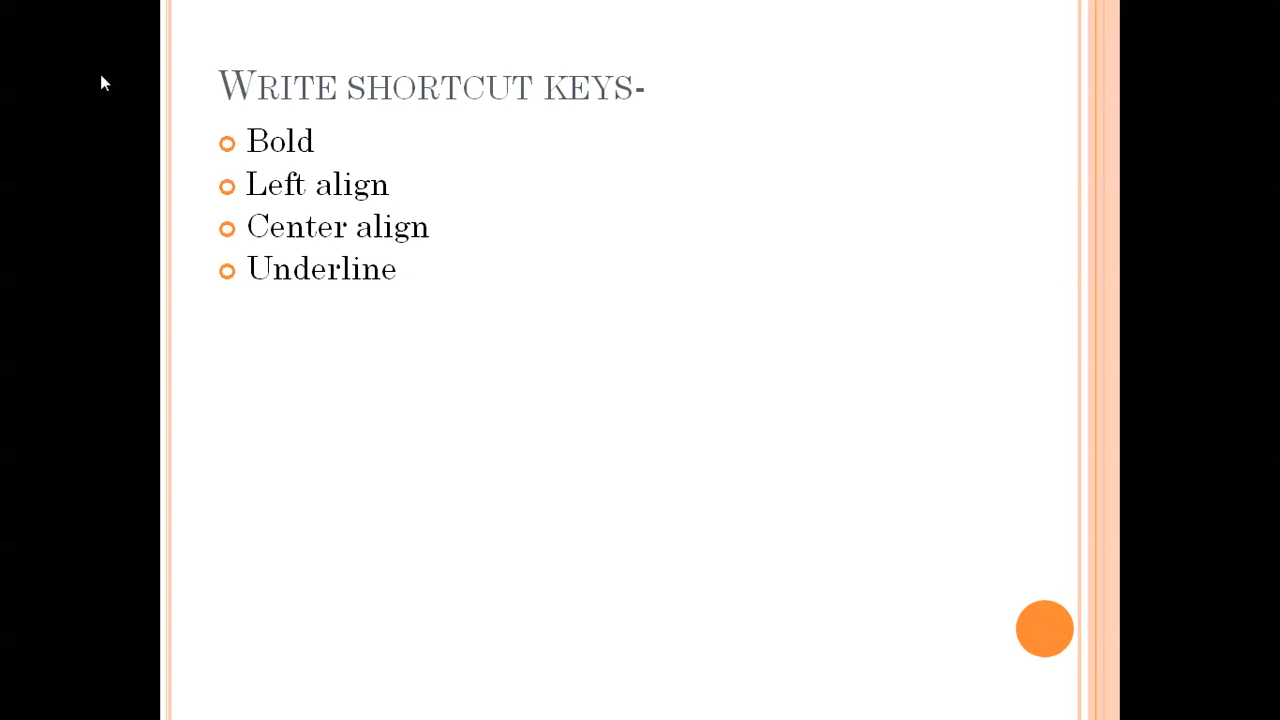 WRITE SHORTCUT KEYS-
Bold
Left align
Center align
Underline